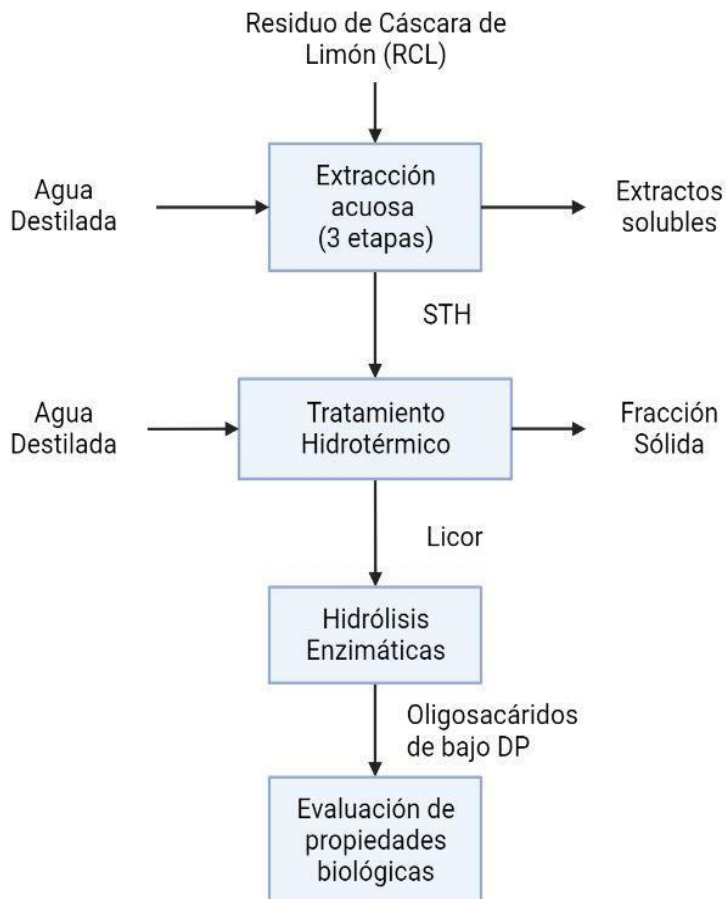 Residuo de Cáscara de
Limón (RCL)
Agua
Destilada
Extracción
acuosa
(3 etapas)
Extractos
solubles
STH
Agua
Destilada
Tratamiento
Hidrotérmico
Fracción
Sólida
Licor
Hidrólisis
Enzimáticas
Oligosacáridos
de bajo DP
Evaluación de
propiedades
biológicas